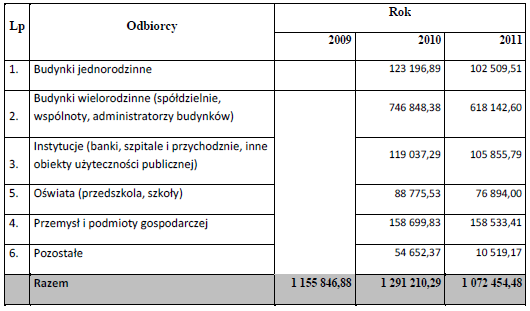 Lp Odbiorcy Rok
2009 2010 2011
1. Budynki jednorodzinne 123 196,89 102 509,51
Budynki wielorodzinne (spółdzielnie,
2. wspólnoty, administratorzy budynków) 746 848,38 618 142,60
Instytucje (banki, szpitale i przychodznie, inne
3. obiekty użyteczności publicznej) 119 037,29 105 855,79
5. Oświata (przedszkola, szkoły) 88 775,53 76 894,00
4. Przemysł i podmioty gospodarczej 158 699,83 158 533,41
6. Pozostałe 54 652,37 10 519,17
Razem 1 155 846,88 1 291 210,29 1 072 454,48